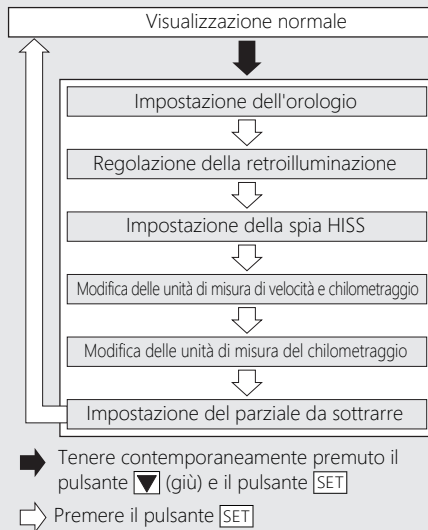 Visualizzazione normale
Impostazione dell'orologio
Regolazione della retroilluminazione
Impostazione della spia HISS
Modifica delle unità di misura di velocità e chilometraggio
Modifica delle unità di misura del chilometraggio
Impostazione del parziale da sottrarre
Tenere contemporaneamente premuto il
pulsante ▼ (giù) e il pulsante SET
Premere il pulsante SET